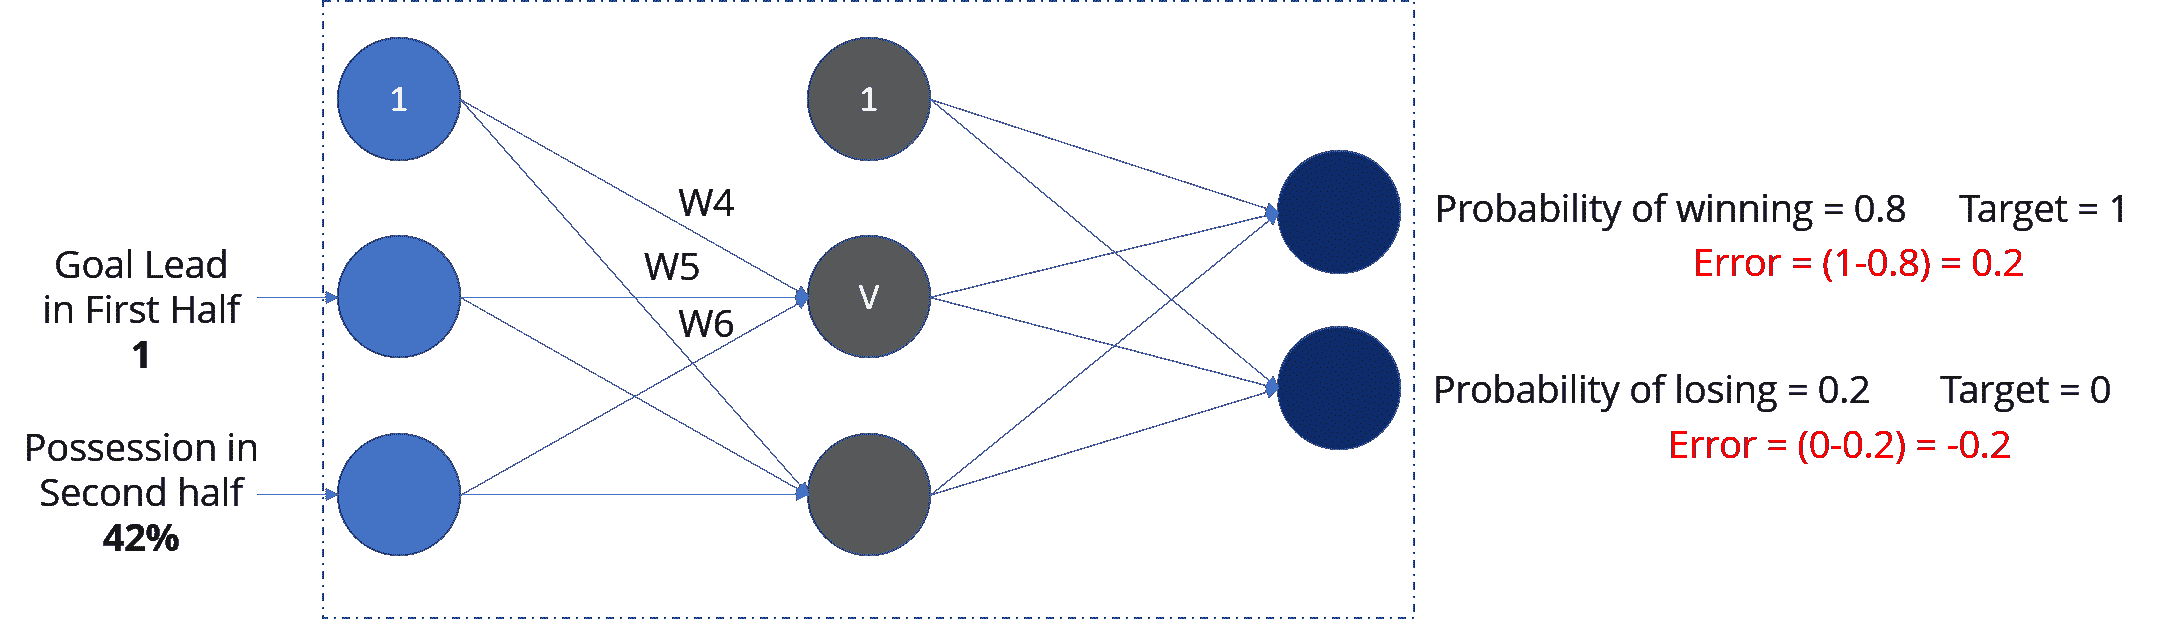 1
1
W4
Probability of winning = 0.8 Target = 1
Error = (1-0.8) = 0.2
Goal Lead
in First Half
1
W5
V
W6
Probability of losing = 0.2 Target = 0
Error = (0-0.2) = -0.2
Possession in
Second half
42%